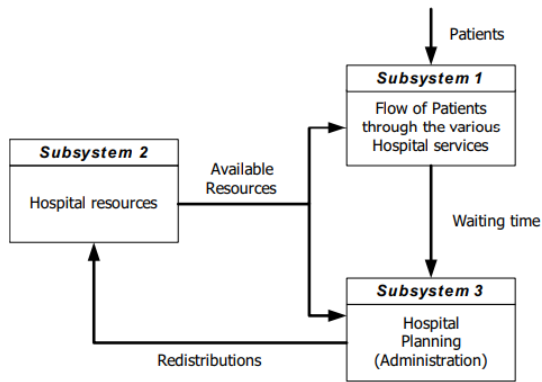 Patients
Subsystem 1
Flow of Patients
through the various
Hospital services
Subsystem 2
Hospital resources
Available
Resources
Waiting time
Subsystem 3
Hospital
Planning
(Administration)
Redistributions